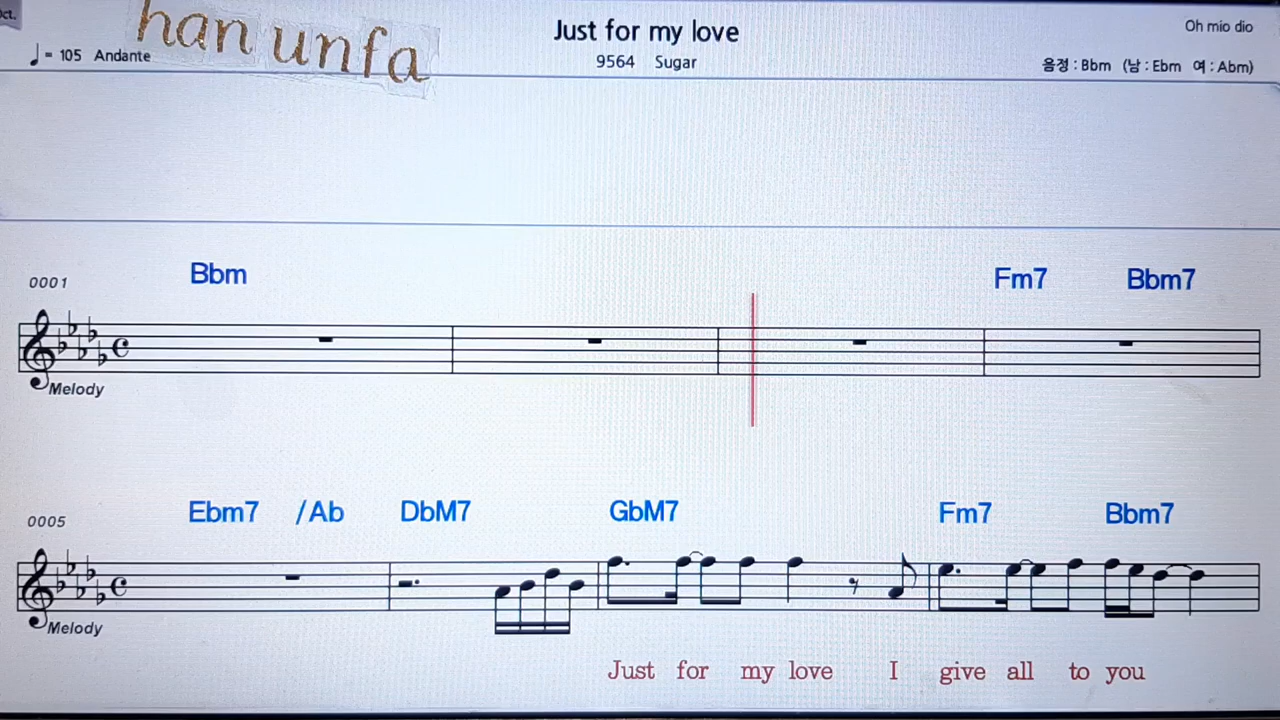 Oct.
han unfa
Just for my love
Oh mio dio
♩= 105 Andante
9564 Sugar
음정 : Bbm (남 : Ebm 여 : Abm)
0001
Bbm Fm7 Bbm7
Melody
0005
Ebm7 /Ab DbM7 GbM7 Fm7 Bbm7
Melody
Just for my love I give all to you